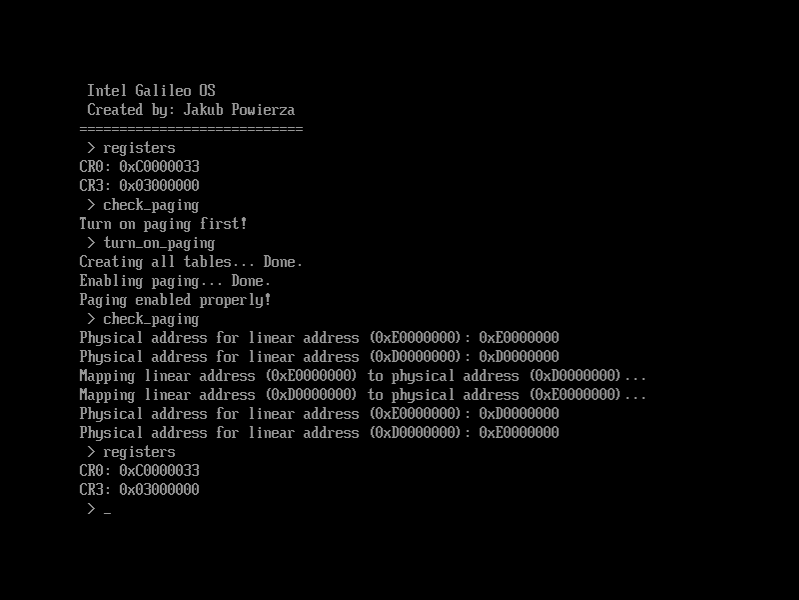 Intel Galileo OS
Created by: Jakub Powierza
============================
> registers
CR0: 0xC0000033
CR3: 0x03000000
> check_paging
Turn on paging first!
> turn_on_paging
Creating all tables... Done.
Enabling paging... Done.
Paging enabled properly!
> check_paging
Physical address for linear address (0xE0000000): 0xE0000000
Physical address for linear address (0xD0000000): 0xD0000000
Mapping linear address (0xE0000000) to physical address (0xD0000000)...
Mapping linear address (0xD0000000) to physical address (0xE0000000)...
Physical address for linear address (0xE0000000): 0xD0000000
Physical address for linear address (0xD0000000): 0xE0000000
> registers
CR0: 0xC0000033
CR3: 0x03000000
> _